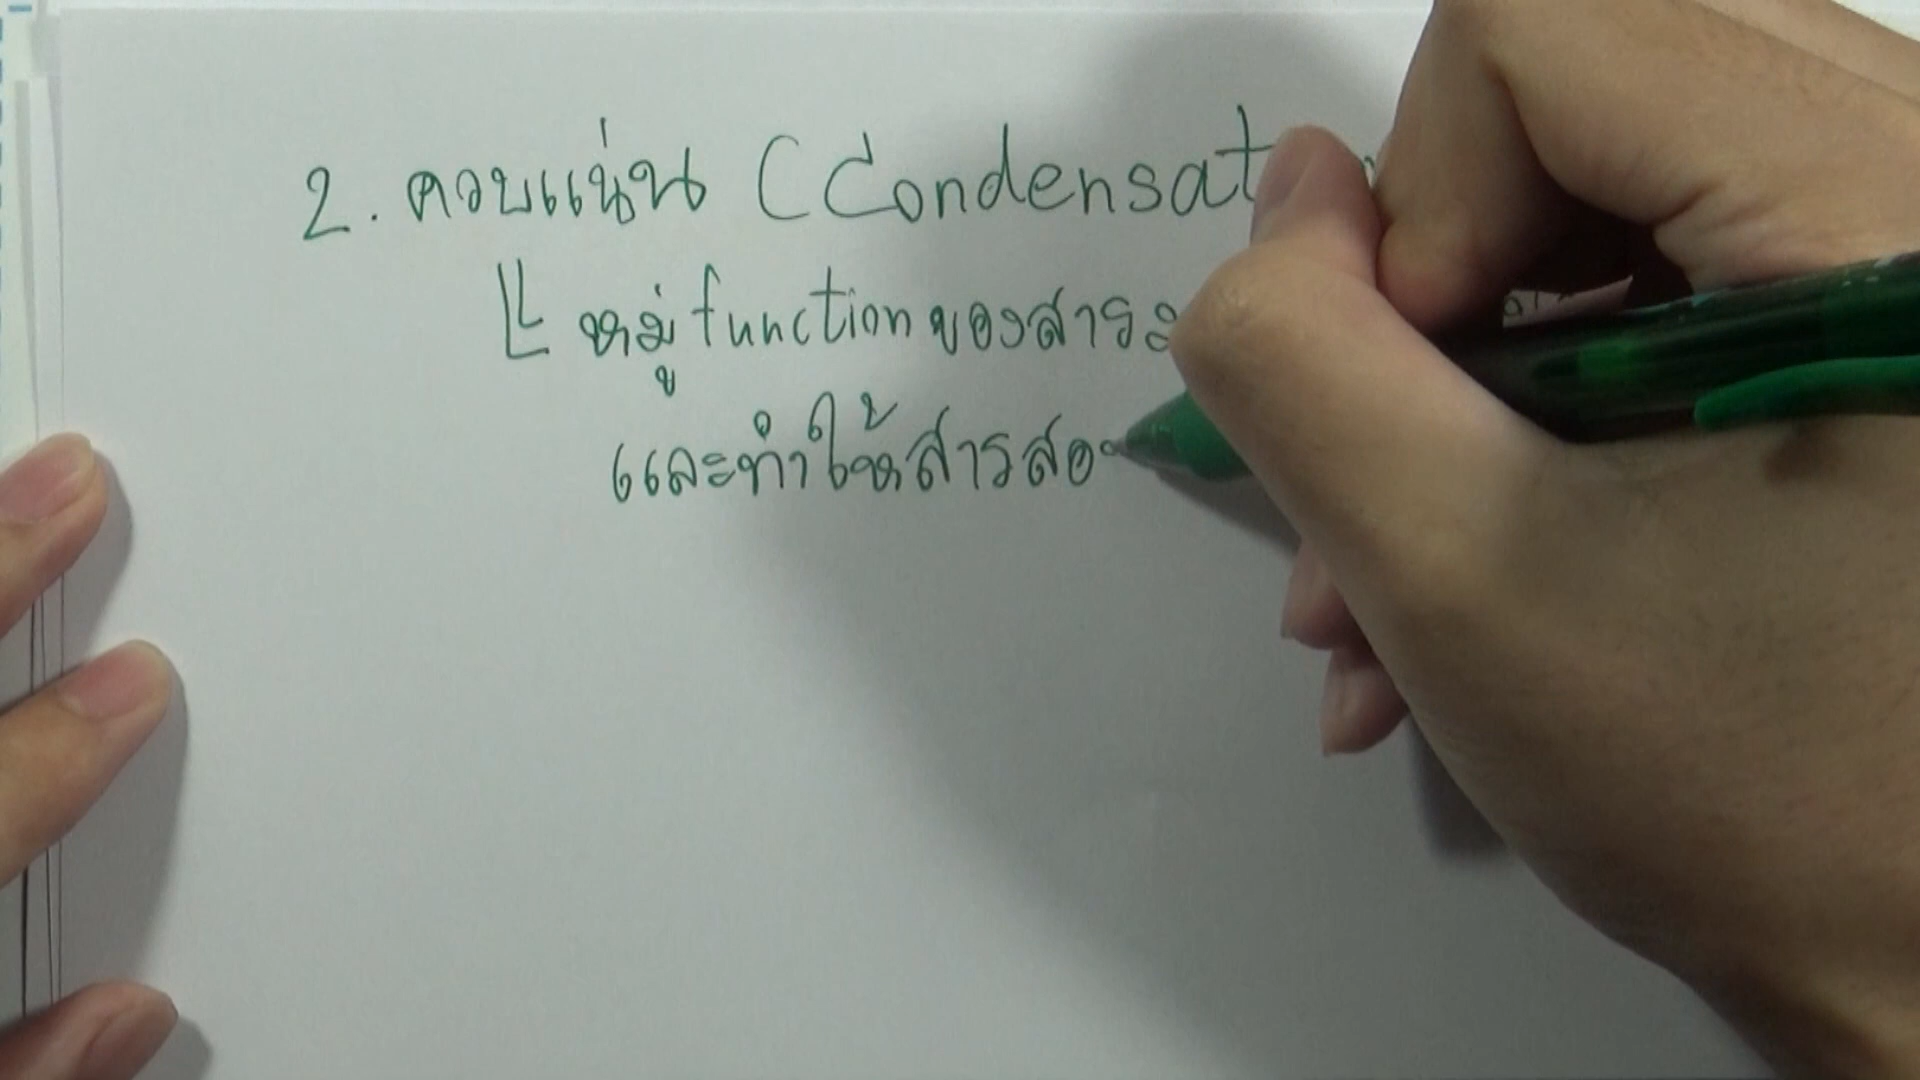 2. ควบแน่น (Condensat
หมู่ function ของสาร
และทำให้สารสอ